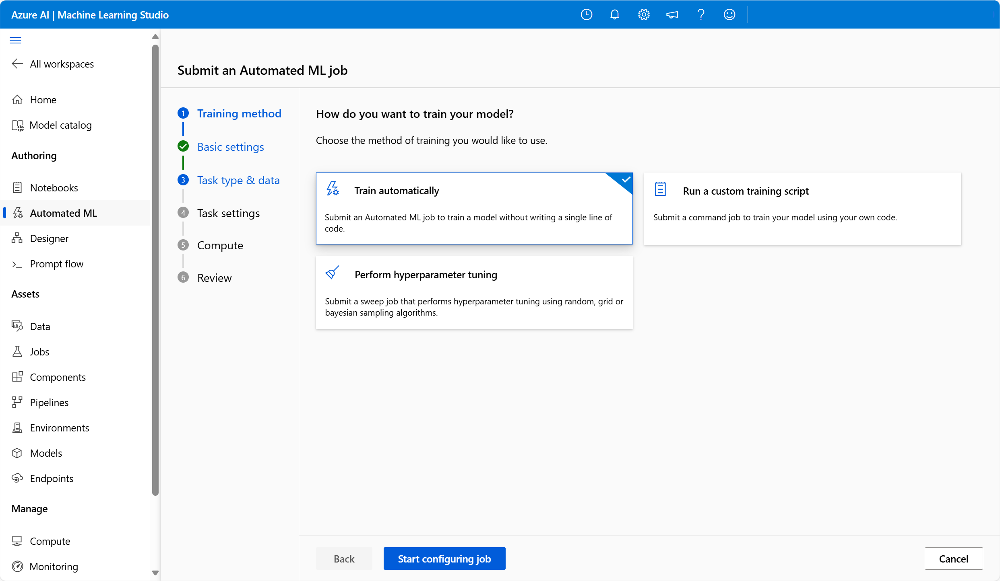 Azure AI | Machine Learning Studio
All workspaces
Home
Model catalog
Authoring
Notebooks
Automated ML
Designer
Prompt flow
Assets
Data
Jobs
Components
Pipelines
Environments
Models
Endpoints
Manage
Compute
Monitoring
Submit an Automated ML job
1 Training method
Basic settings
3 Task type & data
4 Task settings
5 Compute
6 Review
How do you want to train your model?
Choose the method of training you would like to use.
Train automatically
Submit an Automated ML job to train a model without writing a single line of
code.
Run a custom training script
Submit a command job to train your model using your own code.
Perform hyperparameter tuning
Submit a sweep job that performs hyperparameter tuning using random, grid or
bayesian sampling algorithms.
Back
Start configuring job
Cancel